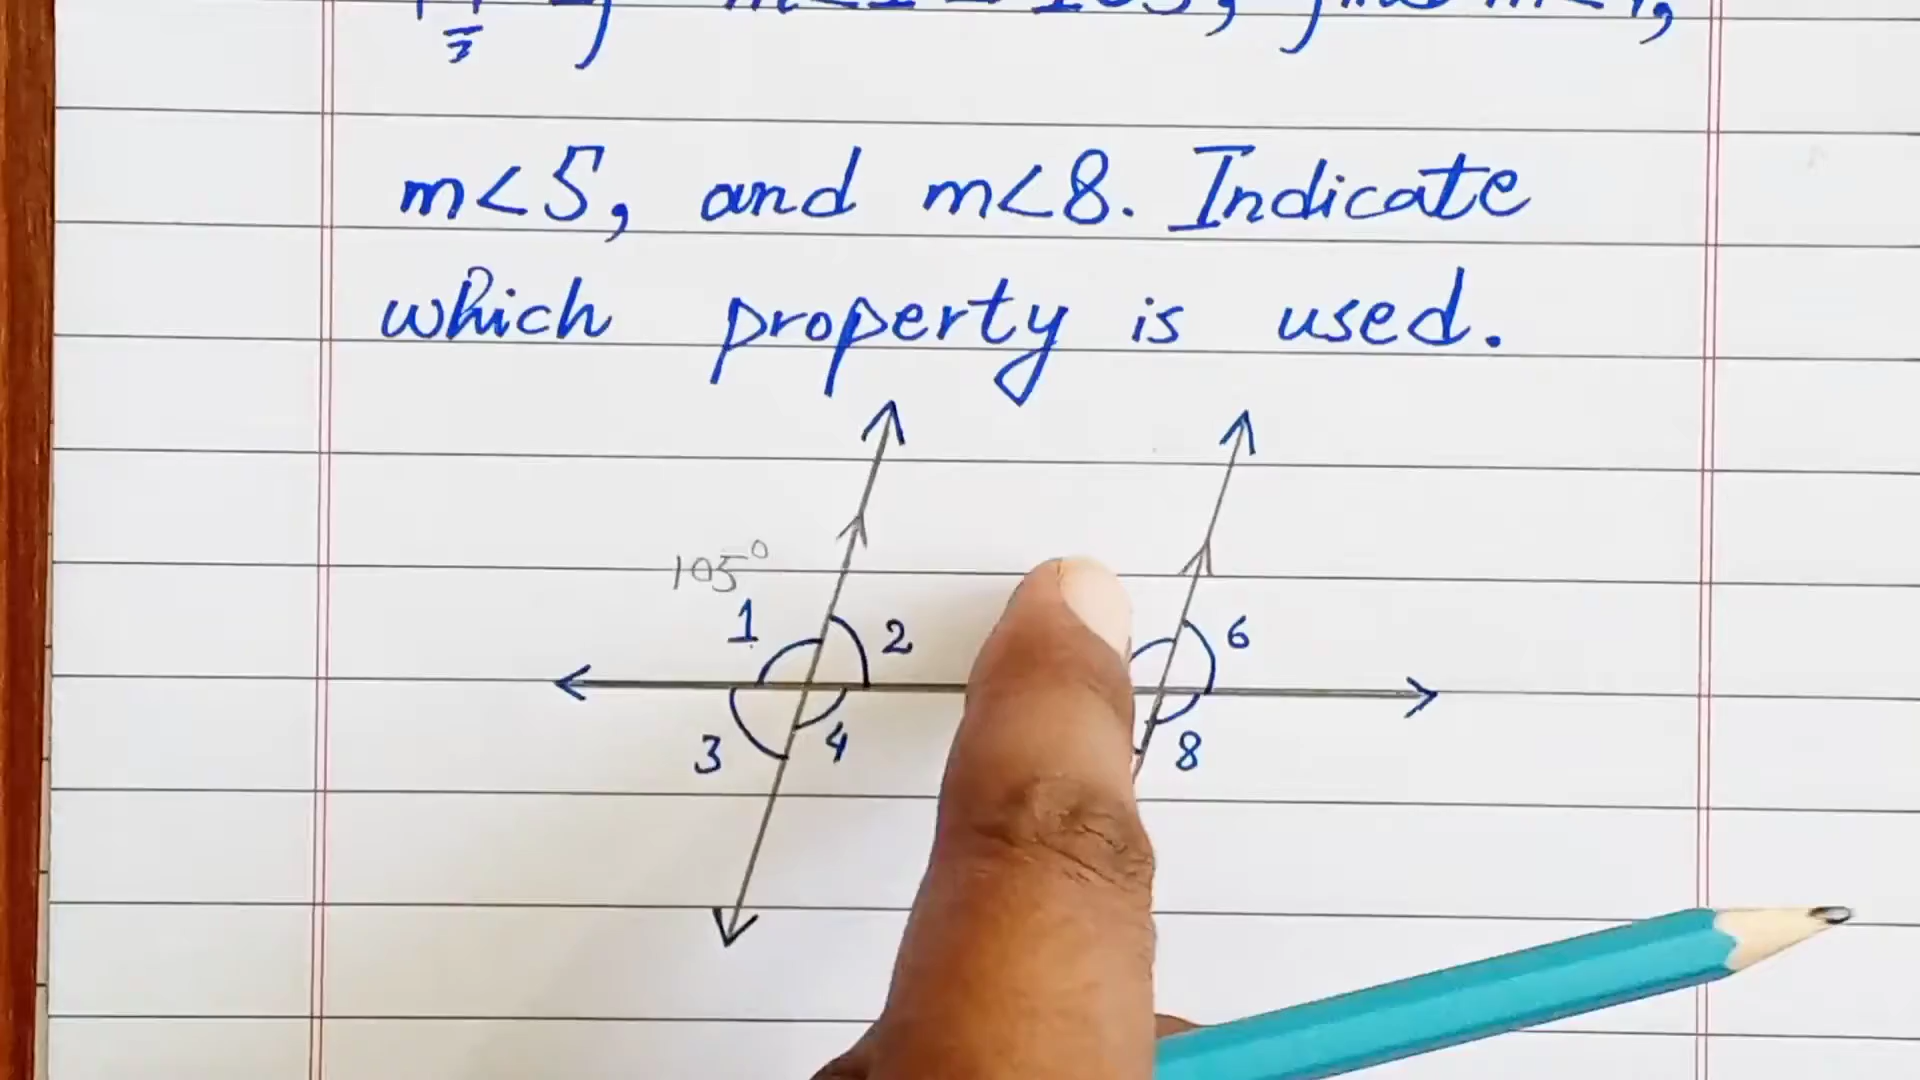 m<5, and m<8. Indicate
which property is used.
105°
1 2 6
3 4 8